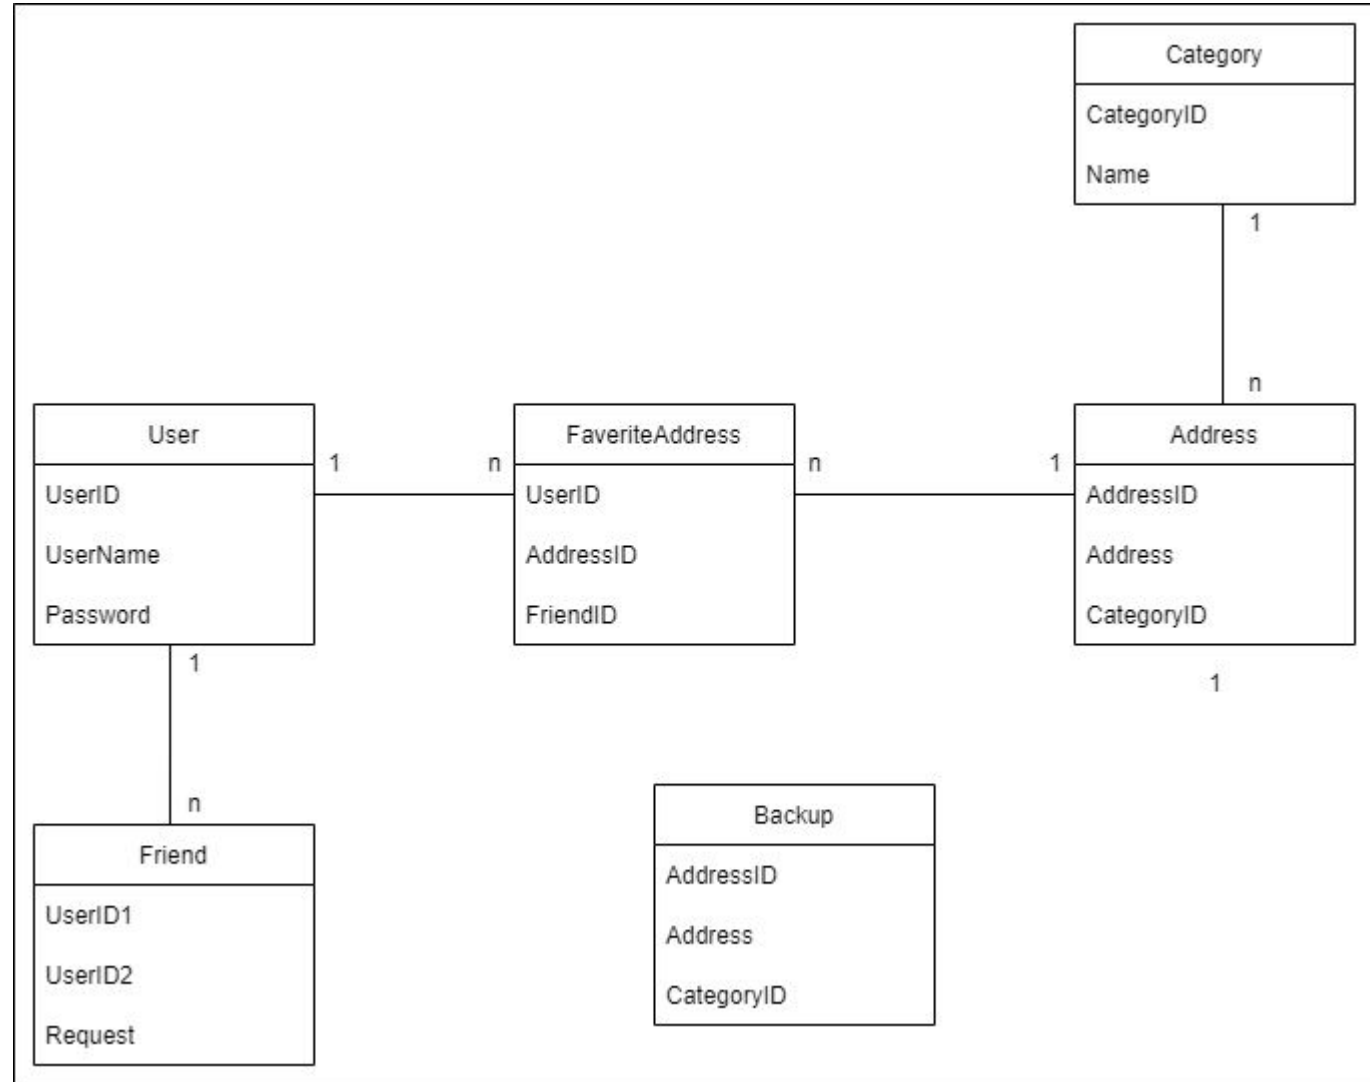 Category
CategoryID
Name
1
n
User
UserID
UserName
Password
1
n
FaveriteAddress
UserID
AddressID
FriendID
n
1
Address
AddressID
Address
CategoryID
1
1
n
Friend
UserID1
UserID2
Request
Backup
AddressID
Address
CategoryID